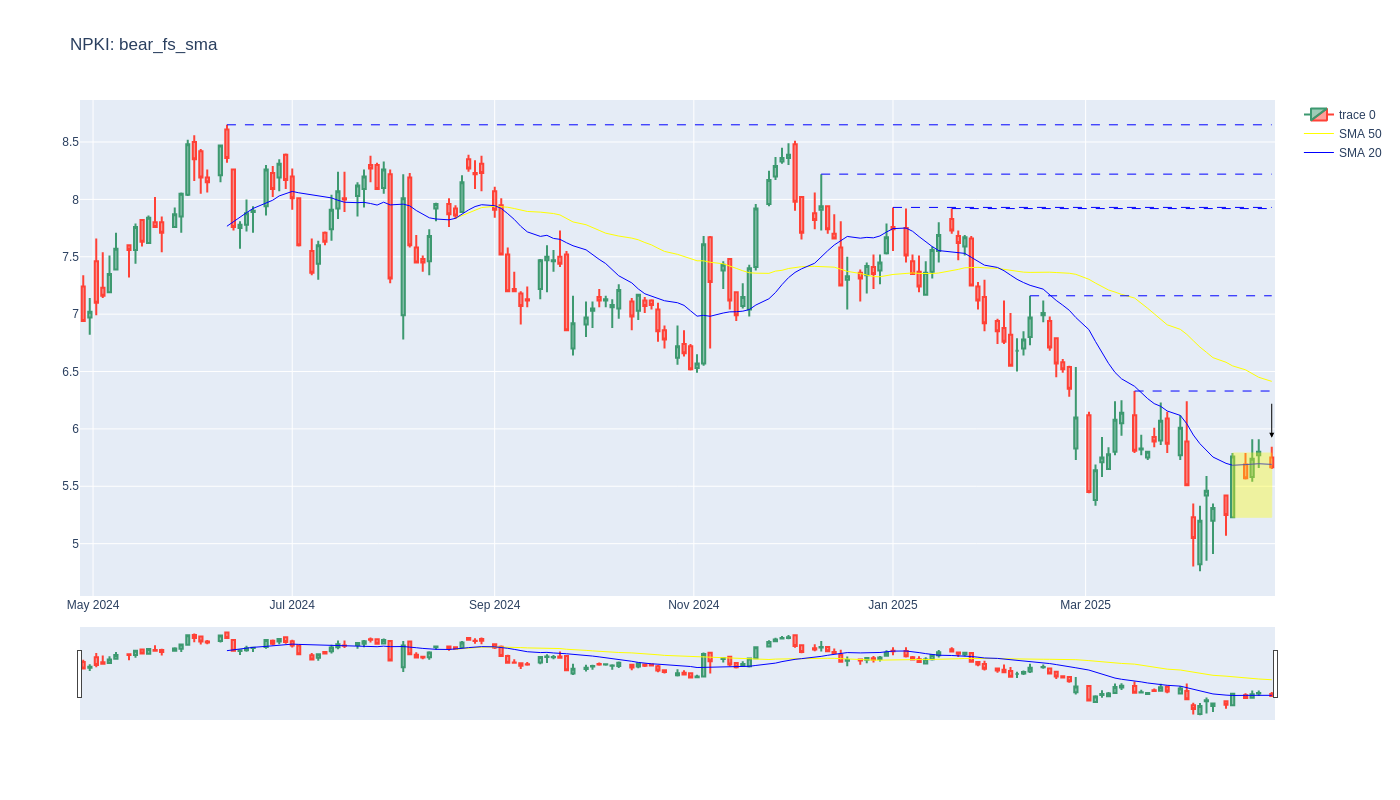 NPKI: bear_fs_sma
trace 0
SMA 50
SMA 20
8.5
8
7.5
7
6.5
6
5.5
5
May 2024
Jul 2024
Sep 2024
Nov 2024
Jan 2025
Mar 2025